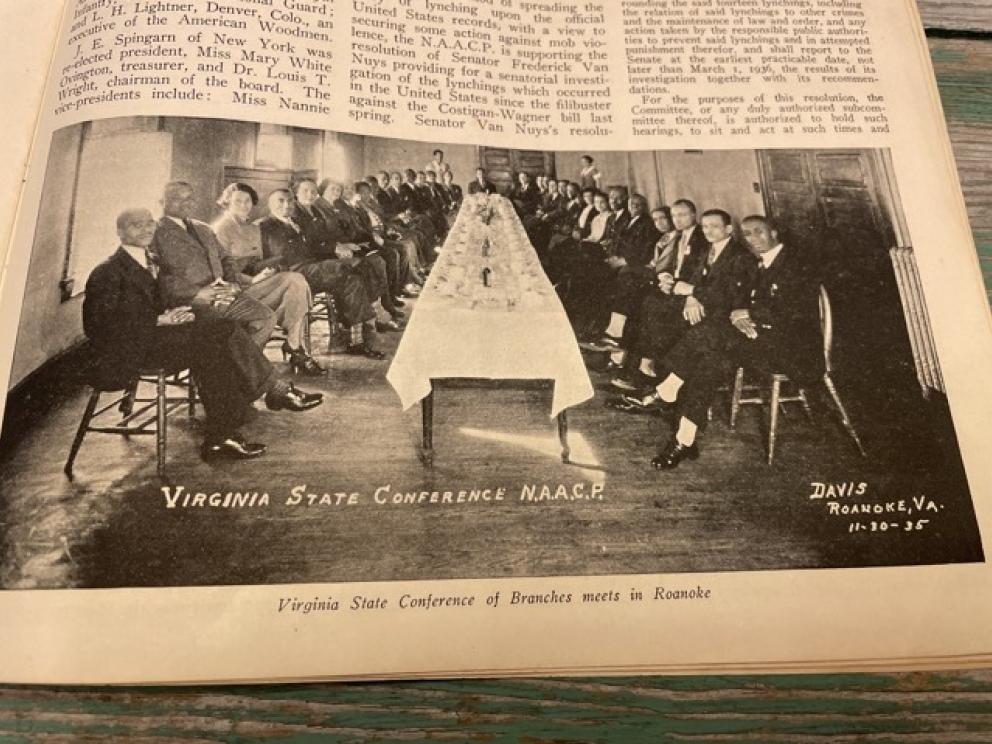 Infantry,
and L. H. Lightner, Denver, Colo., an
executive of the American Woodmen.
J. E. Spingarn of New York was
re-elected president, Miss Mary White
Ovington, treasurer, and Dr. Louis T.
Wright, chairman of the board. The
vice-presidents include: Miss Nannie
of spreading the
of lynching upon the official
United States records, with a view to
securing some action against mob vio-
lence, the N.A.A.C.P. is supporting the
resolution of Senator Frederick Van
Nuys providing for a senatorial investi-
gation of the lynchings which occurred
in the United States since the filibuster
against the Costigan-Wagner bill last
spring. Senator Van Nuys's resolu-
rounding the said fourteen lynchings, including
the relation of said lynchings to other crimes
and the maintenance of law and order, and any
action taken by the responsible public authori-
ties to prevent said lynchings and in attempted
punishment therefor, and shall report to the
Senate at the earliest practicable date, not
later than March 1, 1936, the results of its
investigation together with its recommen-
dations.
For the purposes of this resolution, the
Committee, or any duly authorized subcom-
mittee thereof, is authorized to hold such
hearings, to sit and act at such times and
VIRGINIA STATE CONFERENCE N.A.A.C.P.
DAVIS
ROANOKE, VA.
11-30-35
Virginia State Conference of Branches meets in Roanoke